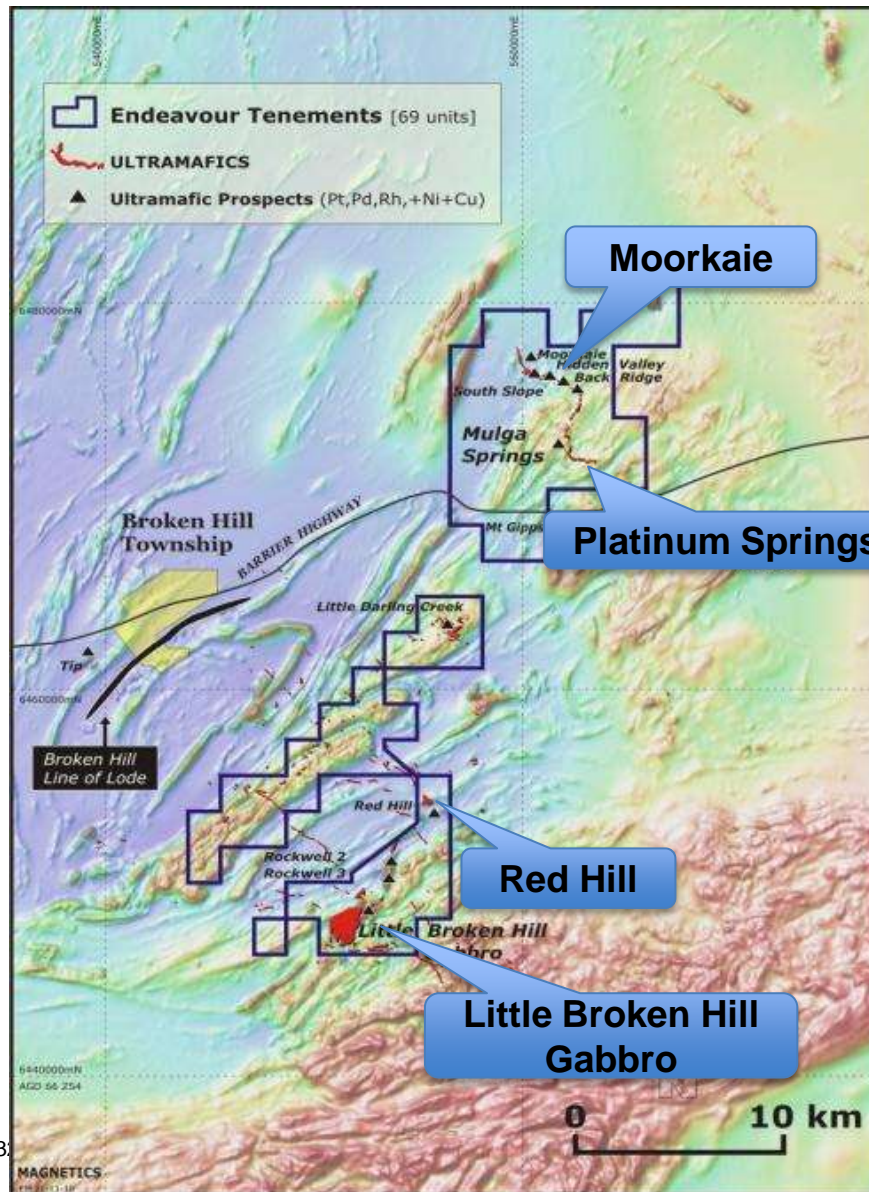 540000mE
560000mE
Endeavour Tenements [69 units]
ULTRAMAFICS
Ultramafic Prospects (Pt,Pd,Rh,+Ni+Cu)
Moorkaie
6480000mN
Moorkaie
Hidden Valley
Back Ridge
South Slope
Mulga
Springs
Broken Hill
Township
BARRIER HIGHWAY
Mt Gipps
Platinum Springs
Little Darling Creek
Tip
6460000mN
Broken Hill
Line of Lode
Red Hill
Rockwell 2
Rockwell 3
Red Hill
Little Broken Hill
Little Broken Hill
Gabbro
6440000mN
AGD 66 Z54
0 10 km
MAGNETICS